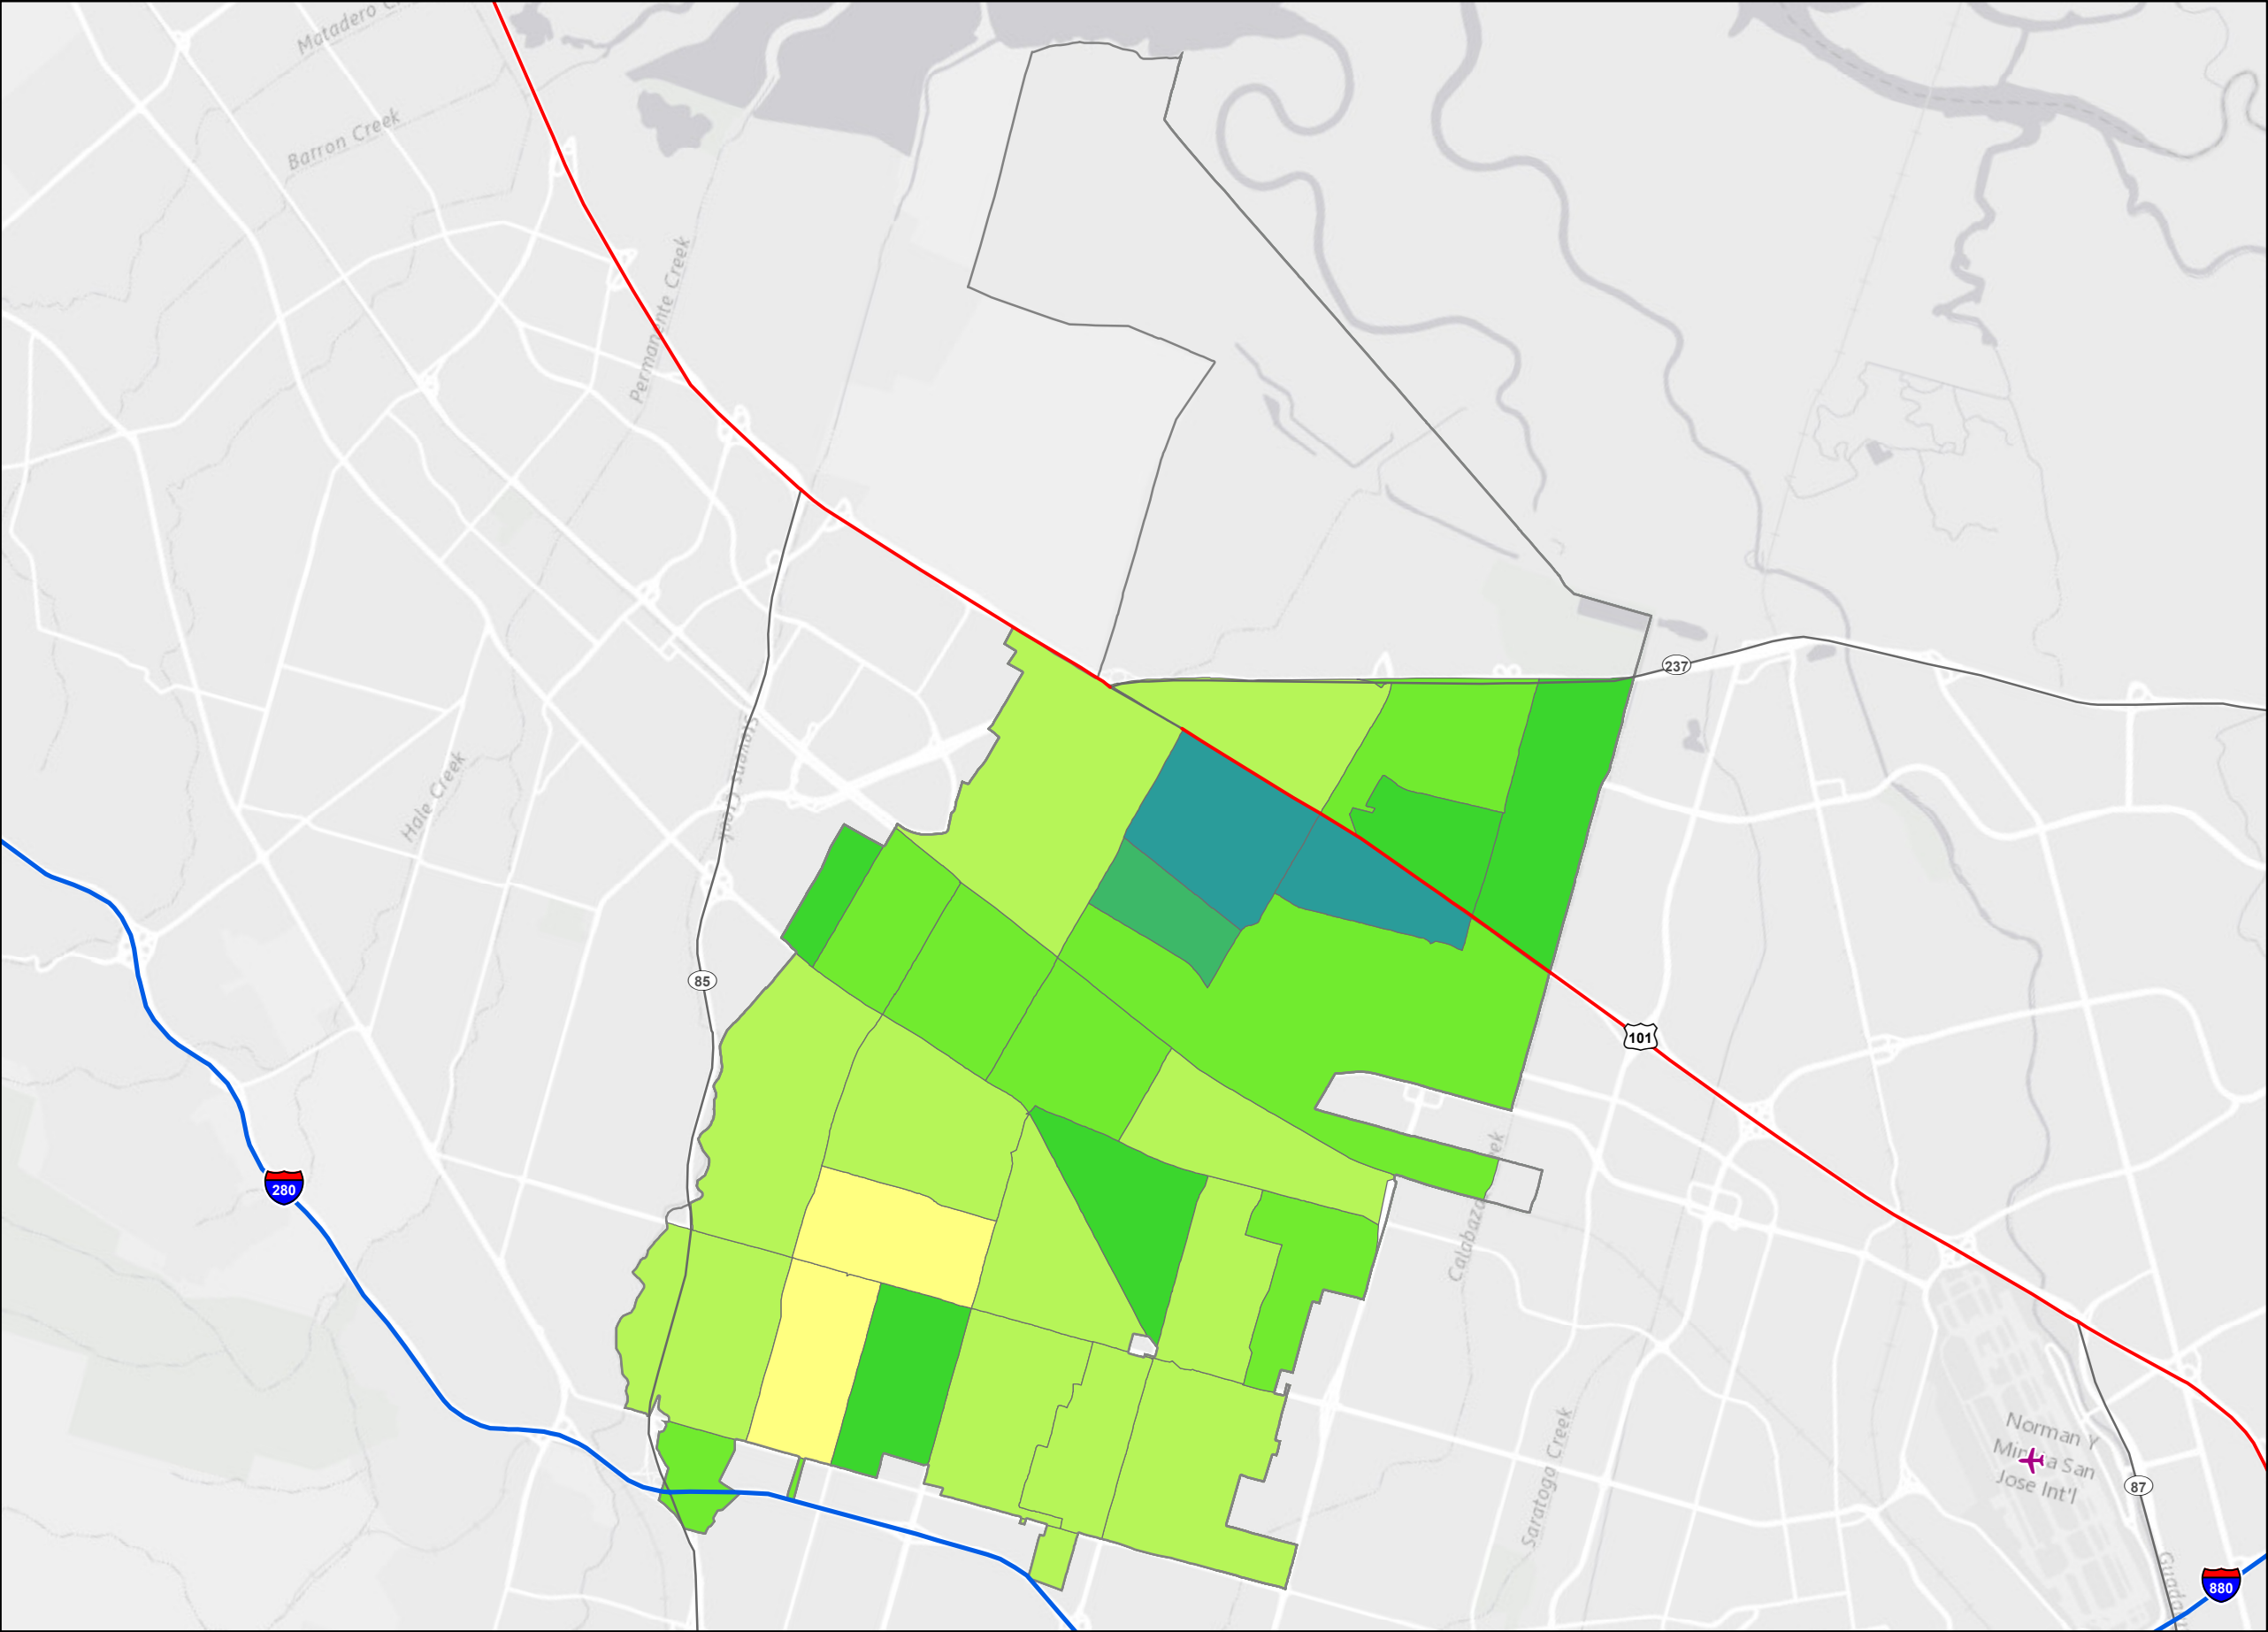 Matadero C
Barron Creek
Permanente Creek
237
Hale Creek
Stevens Creek
85
101
280
Calabazas Creek
Saratoga Creek
Norman Y
Mineta San
Jose Int'l
87
880
Guadal